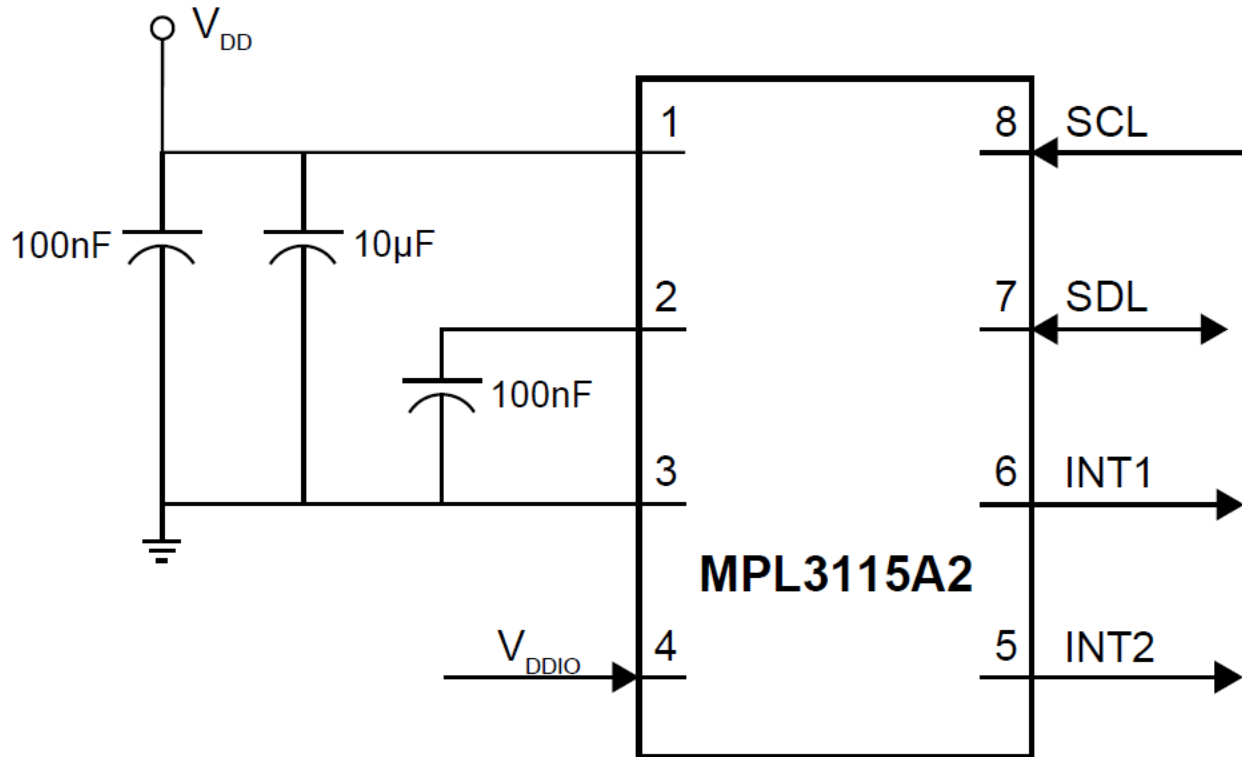 VDD
1
8 SCL
100nF
10µF
2
7 SDL
100nF
3
6 INT1
MPL3115A2
VDDIO
4
5 INT2